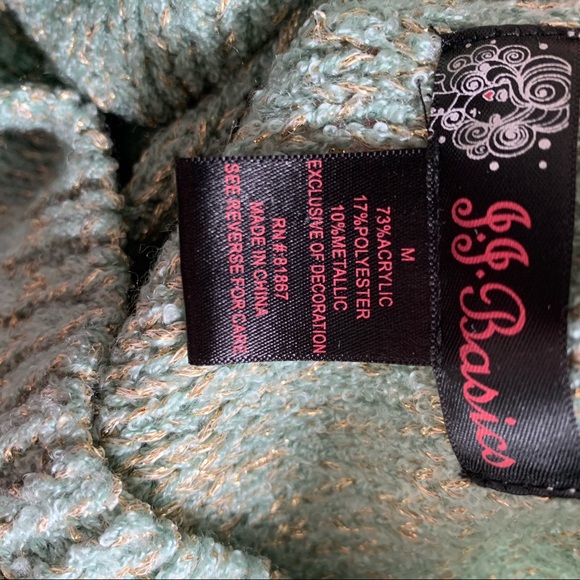 J.J. Basics
M
73%ACRYLIC
17%POLYESTER
10%METALLIC
EXCLUSIVE OF DECORATION
RN#:81867
MADE IN CHINA
SEE REVERSE FOR CARE